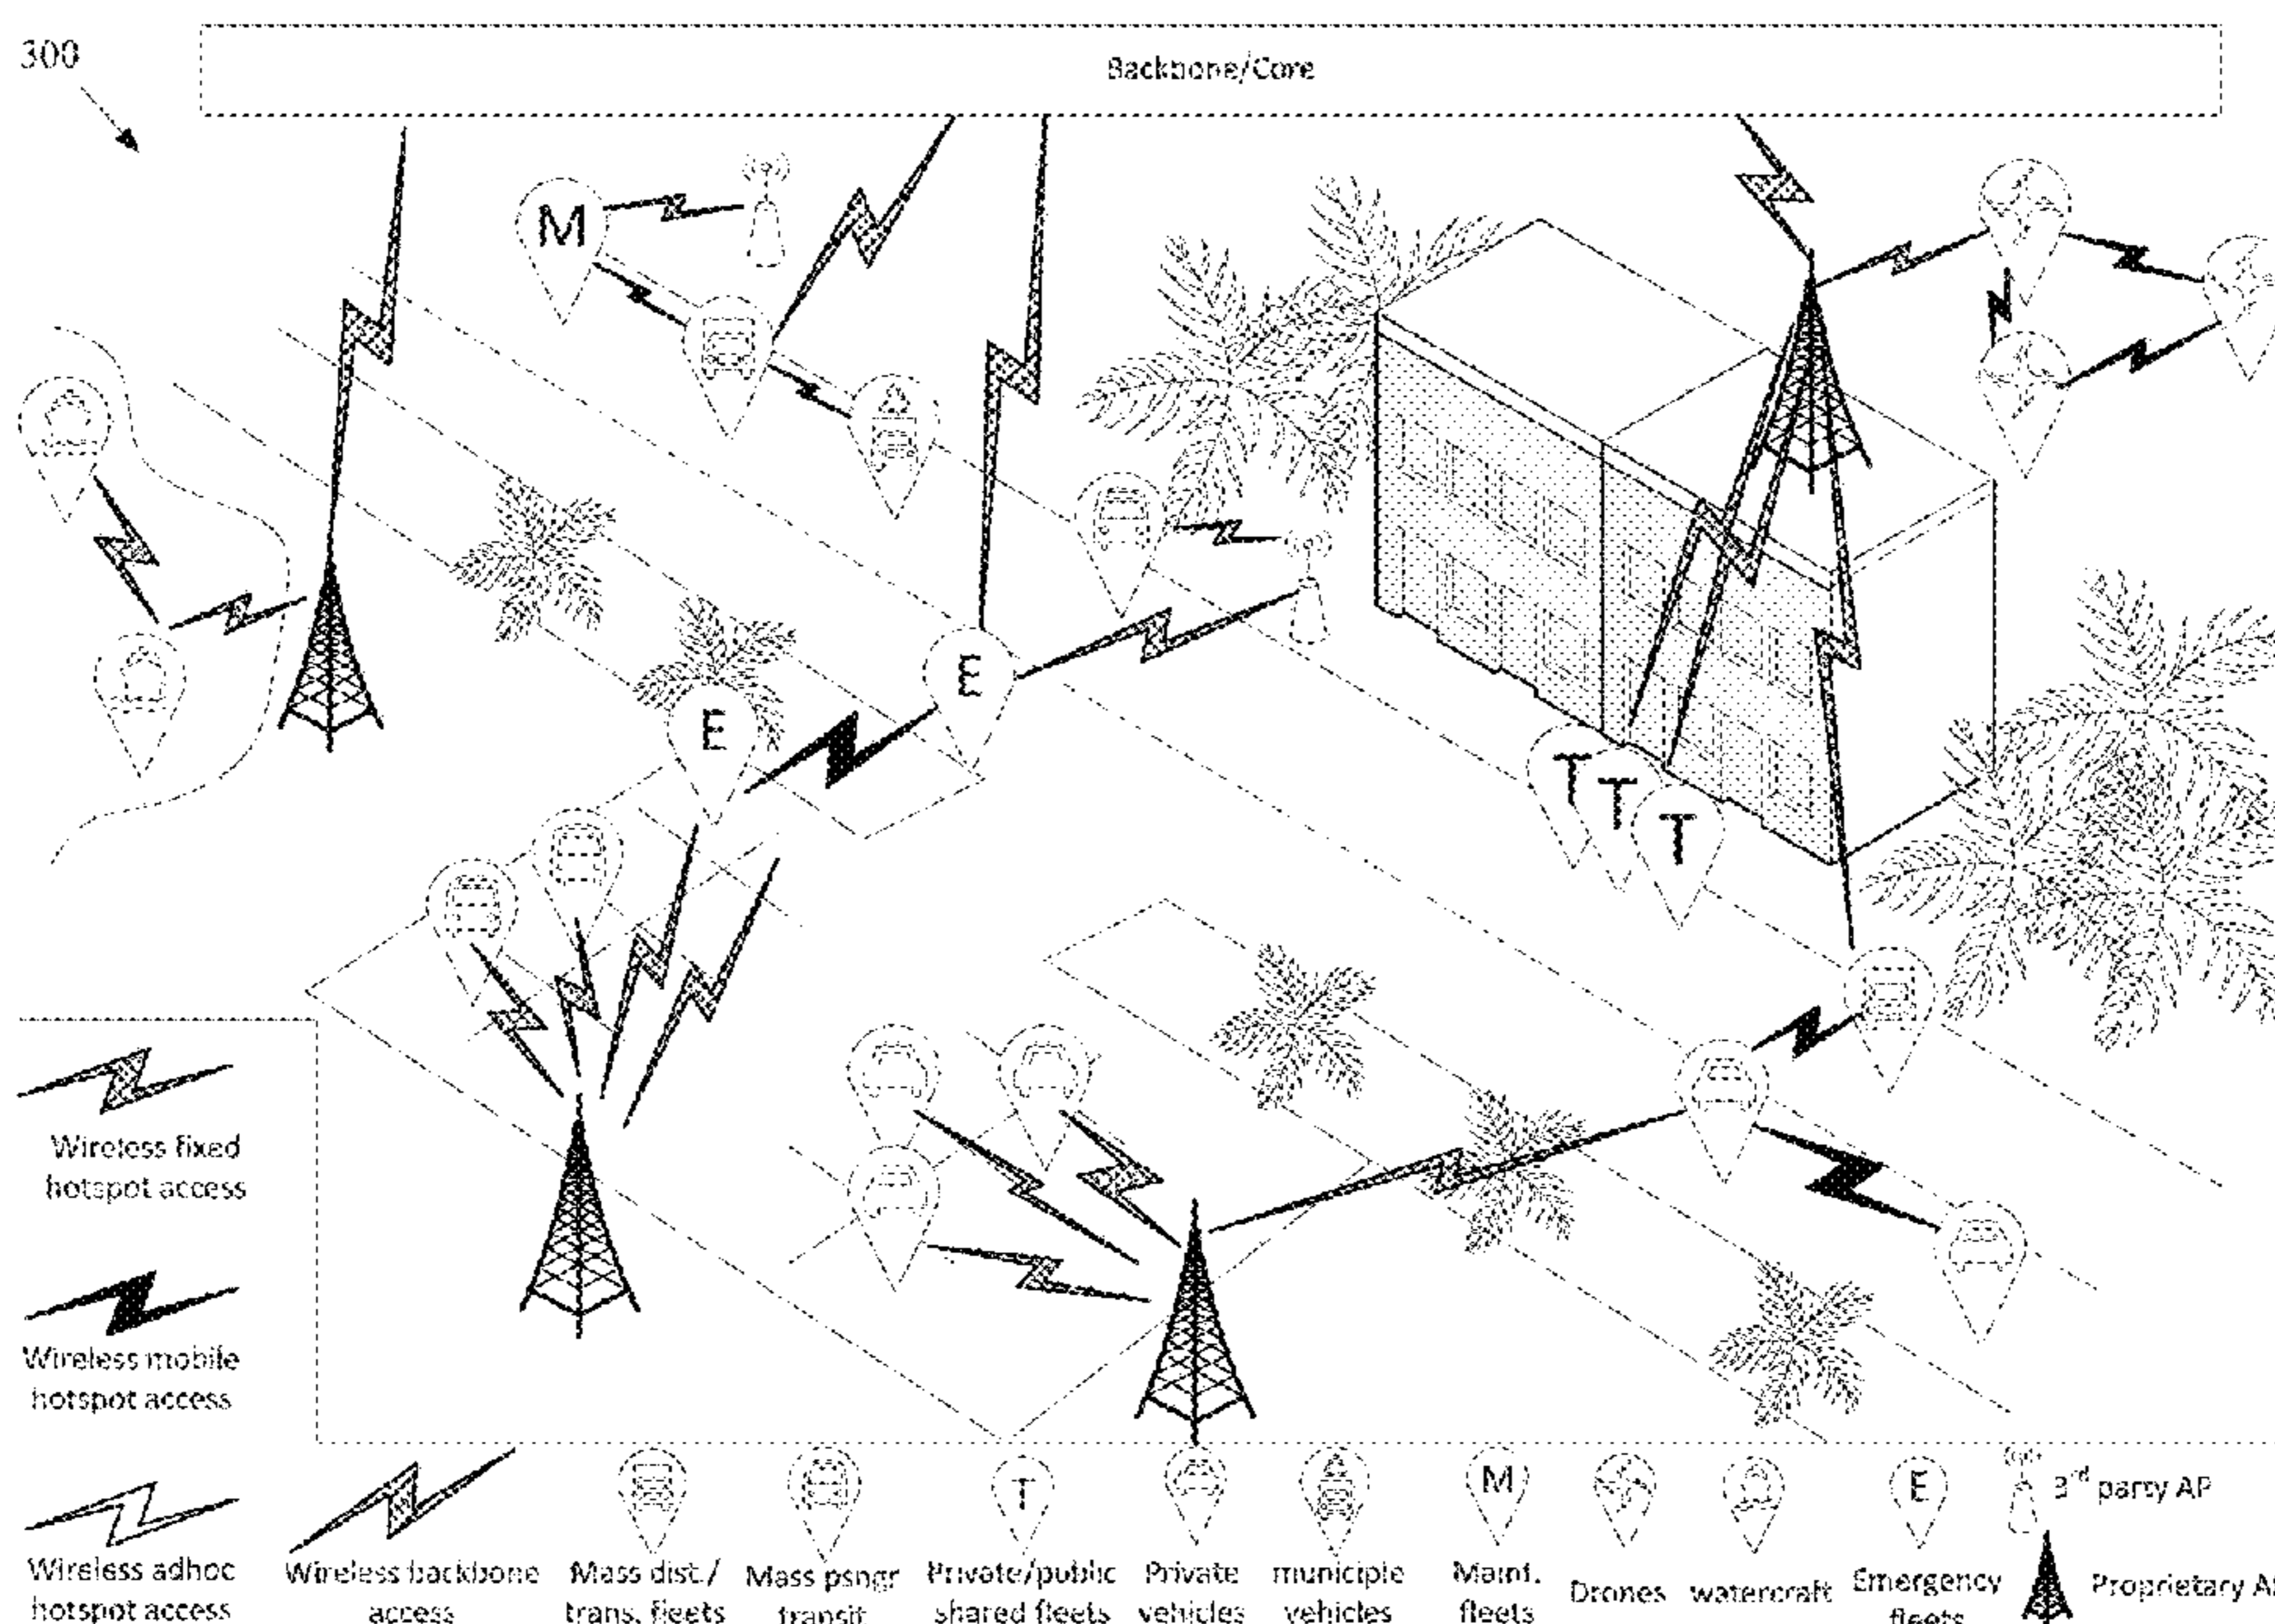 300
Backbone/Core
M
E
E
T
T
T
Wireless fixed
hotspot access
Wireless mobile
hotspot access
Wireless adhoc
hotspot access
Wireless backbone
access
Mass dist./
trans. fleets
Mass psngr
transit
T
Private/public
shared fleets
Private
vehicles
municiple
vehicles
M
Maint.
fleets
Drones
watercraft
E
Emergency
fleets
3rd party AP
Proprietary